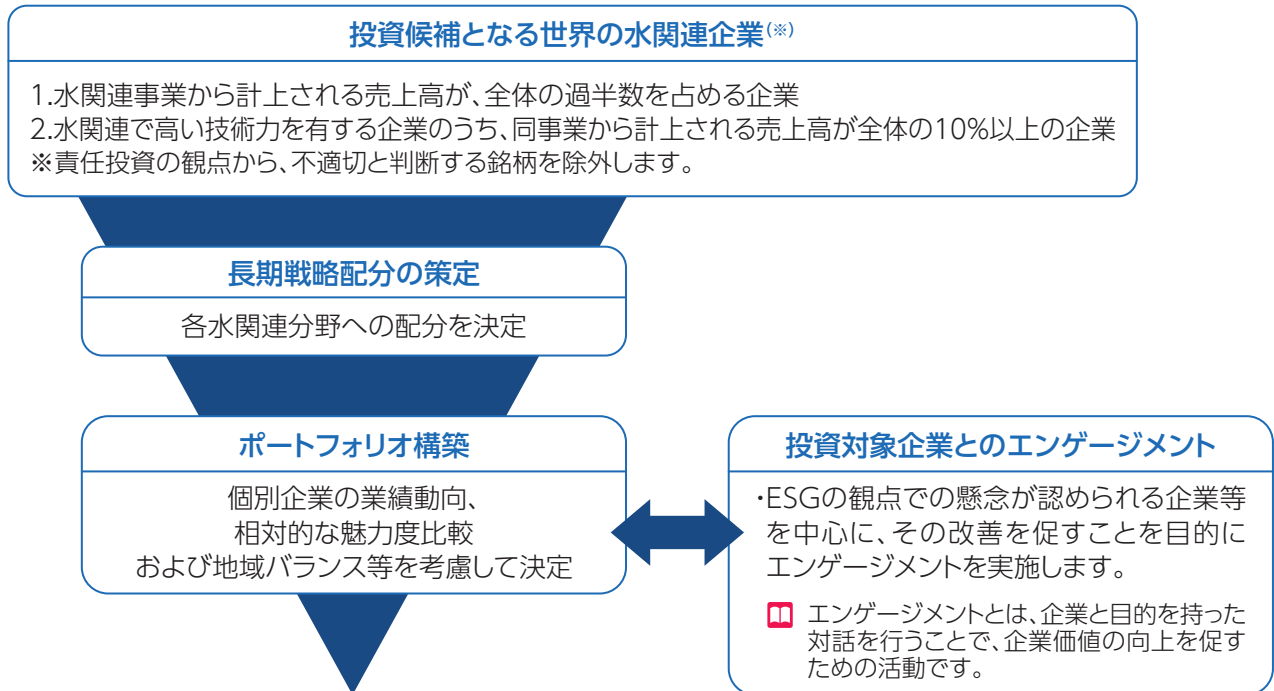 投資候補となる世界の水関連企業(※)
1.水関連事業から計上される売上高が、全体の過半数を占める企業
2.水関連で高い技術力を有する企業のうち、同事業から計上される売上高が全体の10%以上の企業
※責任投資の観点から、不適切と判断する銘柄を除外します。
長期戦略配分の策定
各水関連分野への配分を決定
ポートフォリオ構築
個別企業の業績動向、
相対的な魅力度比較
および地域バランス等を考慮して決定
投資対象企業とのエンゲージメント
・ESGの観点での懸念が認められる企業等
を中心に、その改善を促すことを目的に
エンゲージメントを実施します。
エンゲージメントとは、企業と目的を持った
対話を行うことで、企業価値の向上を促す
ための活動です。